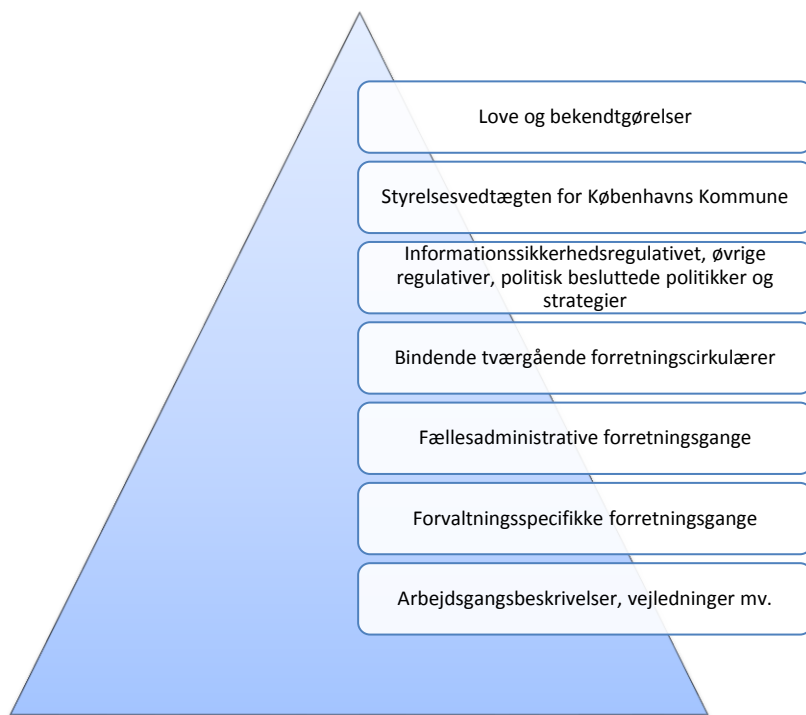 Love og bekendtgørelser
Styrelsesvedtægten for Københavns Kommune
Informationssikkerhedsregulativet, øvrige
regulativer, politisk besluttede politikker og
strategier
Bindende tværgående forretningscirkulærer
Fællesadministrative forretningsgange
Forvaltningsspecifikke forretningsgange
Arbejdsgangsbeskrivelser, vejledninger mv.